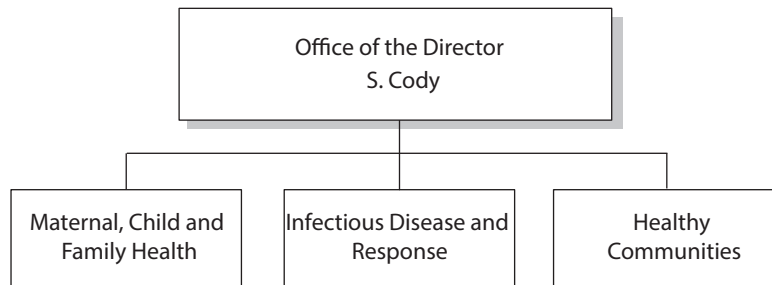 Office of the Director
S. Cody
Maternal, Child and
Family Health
Infectious Disease and
Response
Healthy
Communities